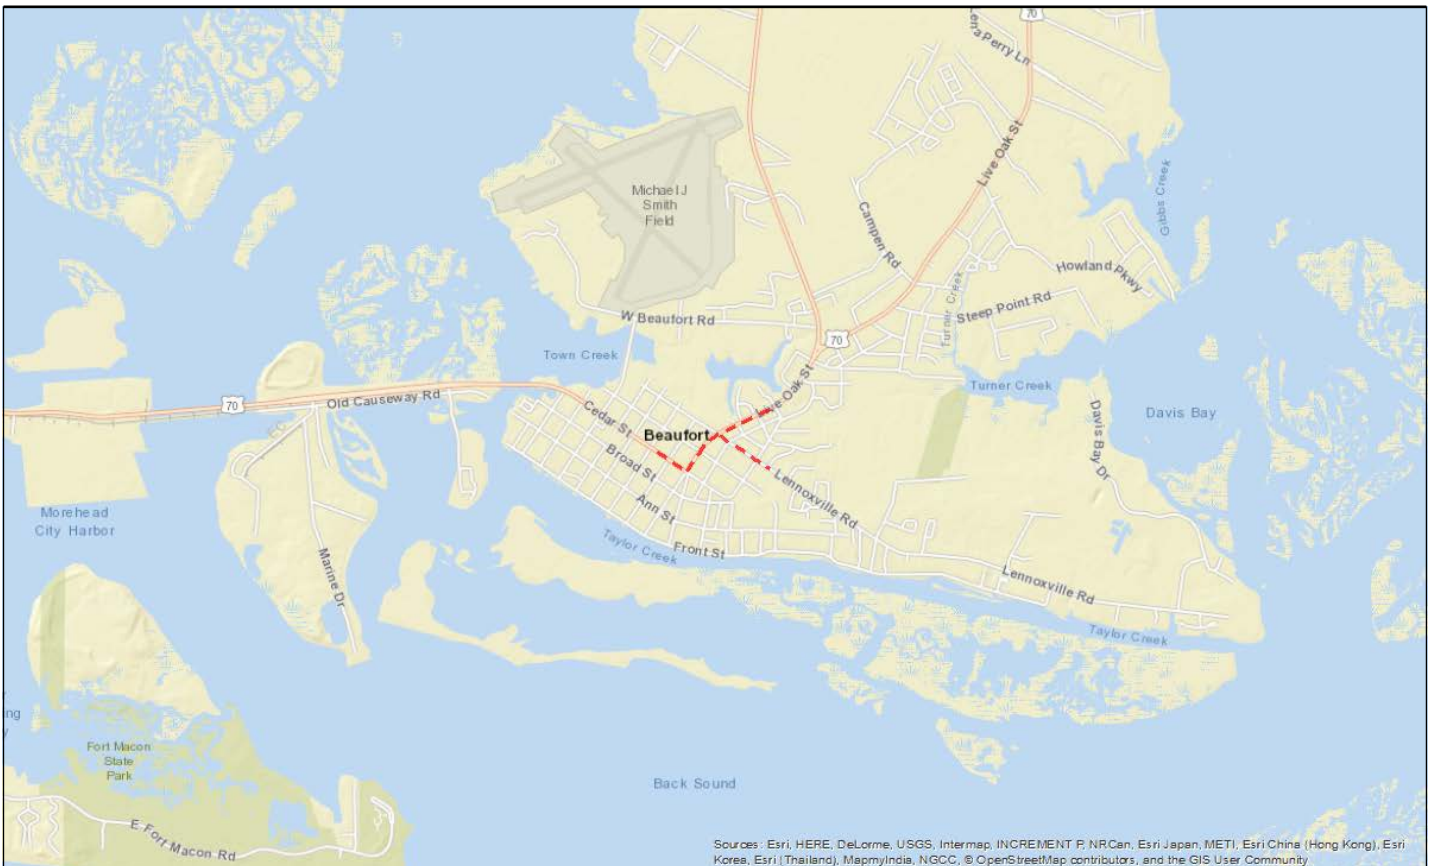 70
Lena Perry Ln
Live Oak St
Michael J
Smith
Field
Gibbs Creek
Campen Rd
Howland Pkwy
Turner Creek
Steep Point Rd
W Beaufort Rd
70
Town Creek
Live Oak St
Turner Creek
Old Causeway Rd
70
Cedar St
Davis Bay
Davis Bay Dr
Beaufort
Broad St
Lennoxville Rd
Ann St
Morehead
City Harbor
Front St
Taylor Creek
Marine Dr
Lennoxville Rd
Taylor Creek
ing
y
Fort Macon
State
Park
Back Sound
E Fort Macon Rd
Sources: Esri, HERE, DeLorme, USGS, Intermap, INCREMENT P, NRCan, Esri Japan, METI, Esri China (Hong Kong), Esri
Korea, Esri (Thailand), MapmyIndia, NGCC, © OpenStreetMap contributors, and the GIS User Community